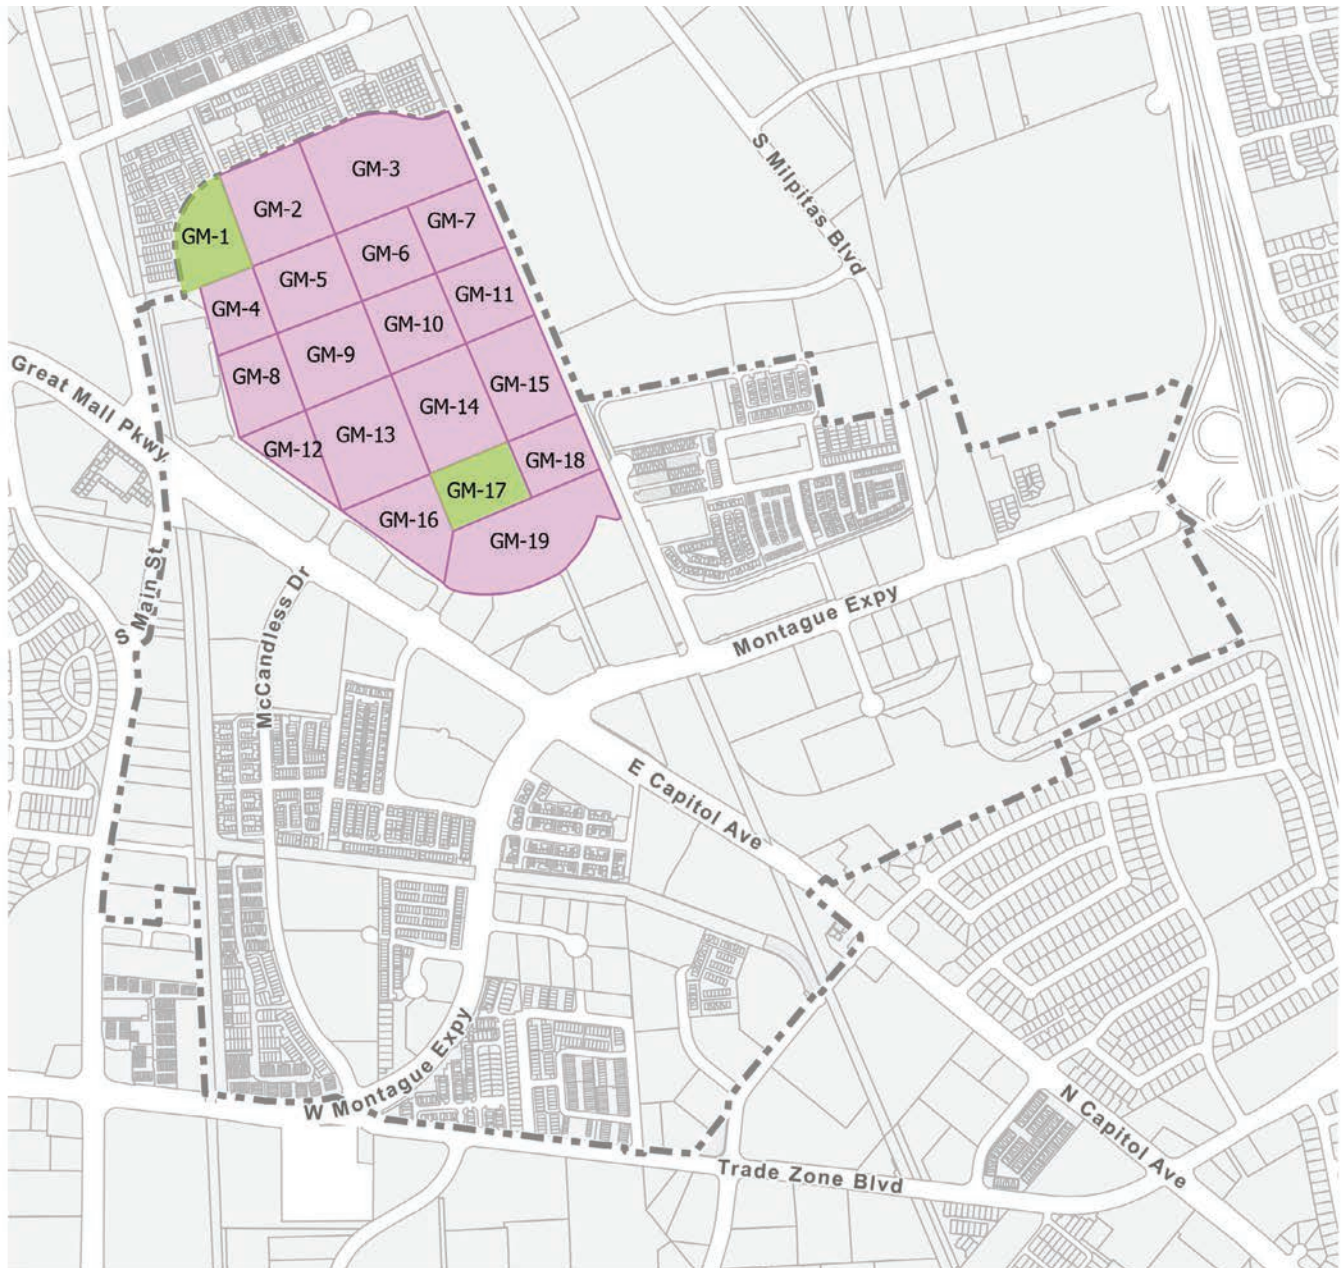 S Milpitas Blvd
GM-3
GM-2
GM-7
GM-1
GM-6
GM-5
GM-11
GM-4
GM-10
GM-9
GM-8
GM-15
GM-14
GM-13
GM-12
GM-18
GM-17
GM-16
GM-19
Great Mall Pkwy
S Main St
McCandless Dr
Montague Expy
E Capitol Ave
W Montague Expy
N Capitol Ave
Trade Zone Blvd